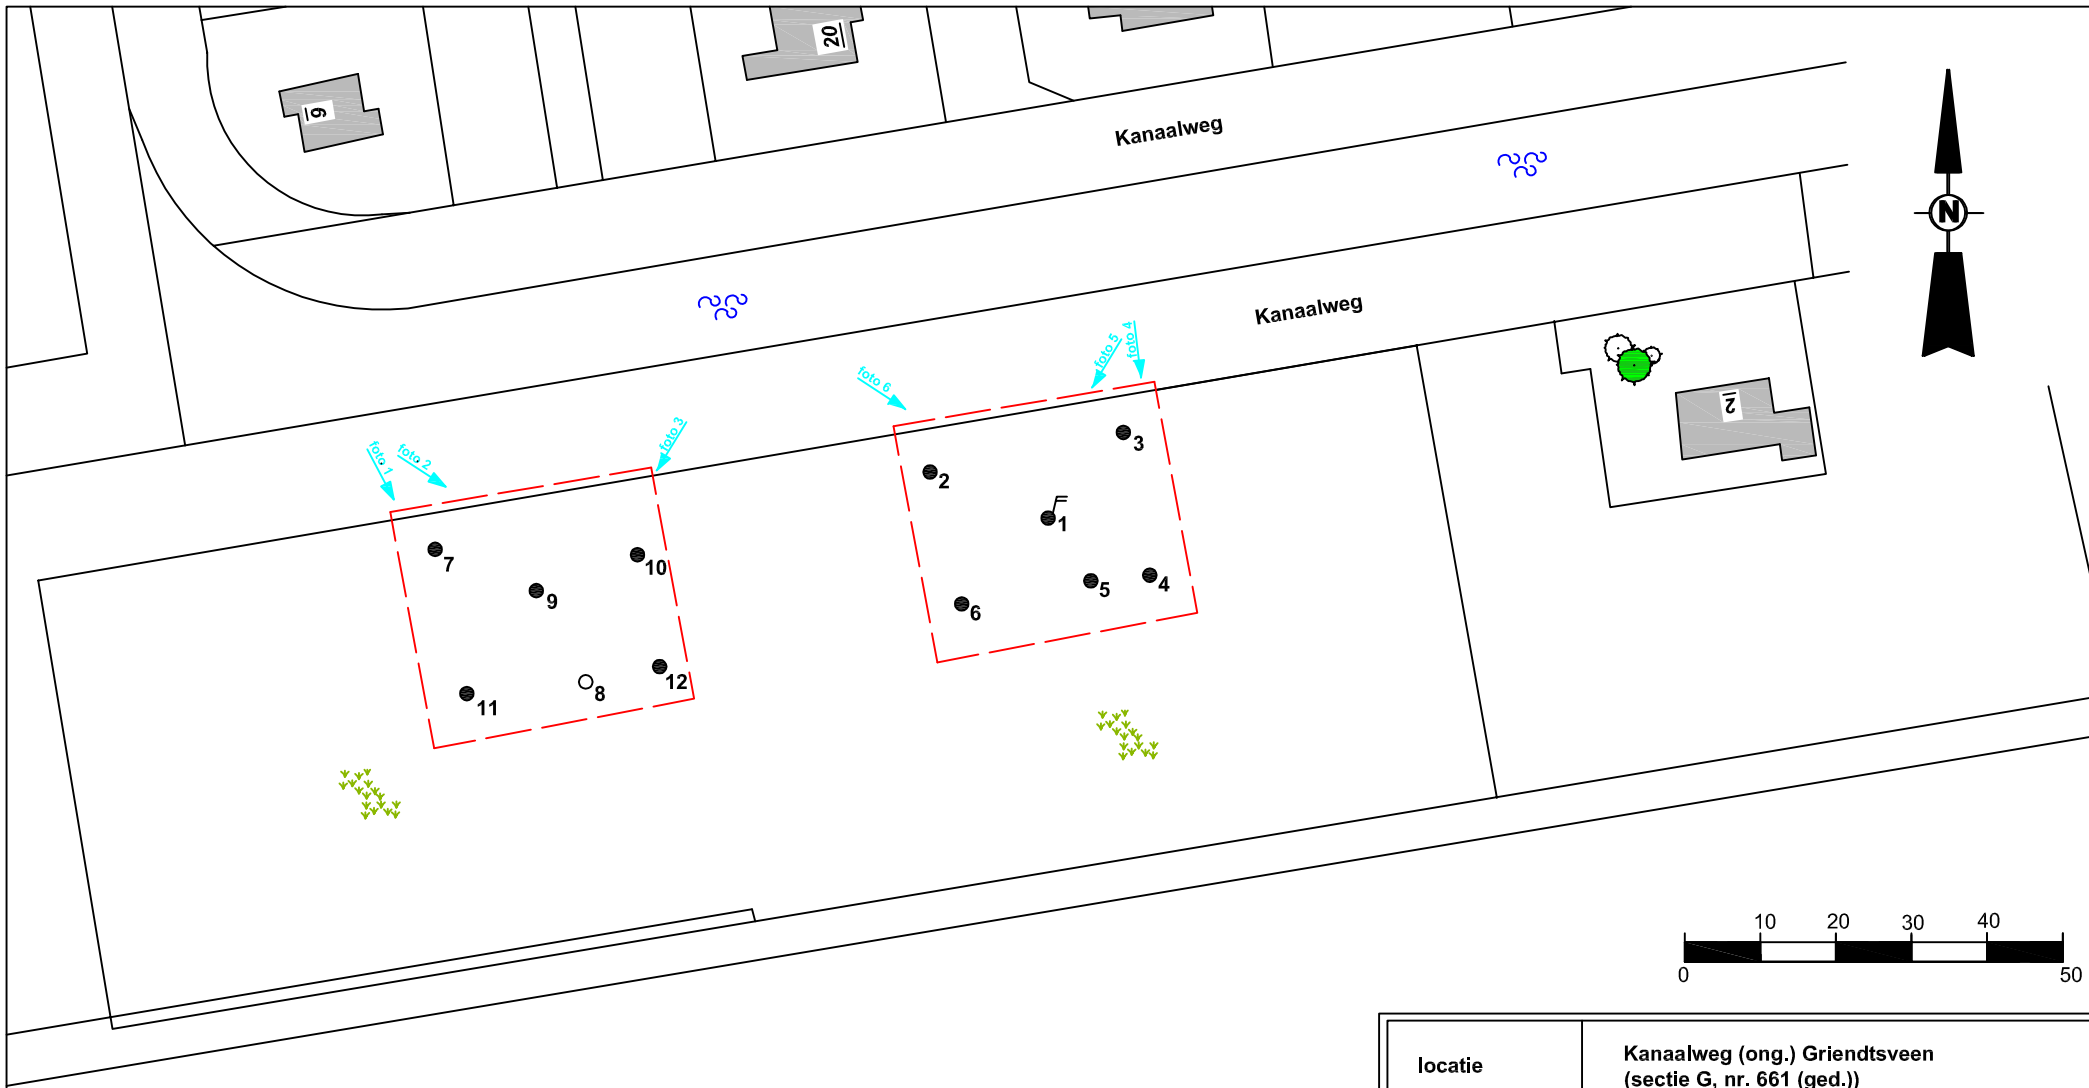 20
9
Kanaalweg
N
Kanaalweg
foto 5
foto 4
foto 6
foto 3
foto 1
foto 2
2
3
2
1
7
10
9
5
4
6
12
8
11
10 20 30 40
0 50
locatie
Kanaalweg (ong.) Griendtsveen
(sectie G, nr. 661 (ged.))